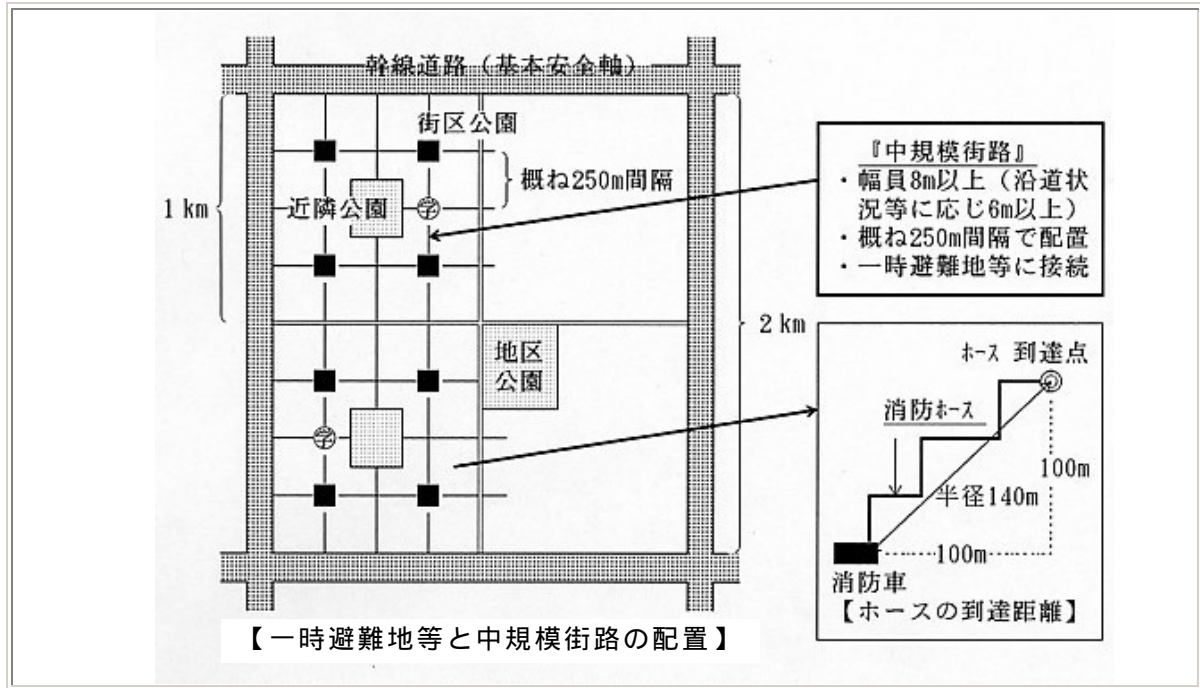 幹線道路（基本安全軸）
街区公園
概ね250m間隔
1km
近隣公園
学
『中規模街路』
・幅員8m以上（沿道状
況等に応じ6m以上）
・概ね250m間隔で配置
・一時避難地等に接続
2km
地区
公園
学
ﾎｰｽ 到達点
消防ﾎｰｽ
100m
半径140m
100m
消防車
【ホースの到達距離】
【一時避難地等と中規模街路の配置】